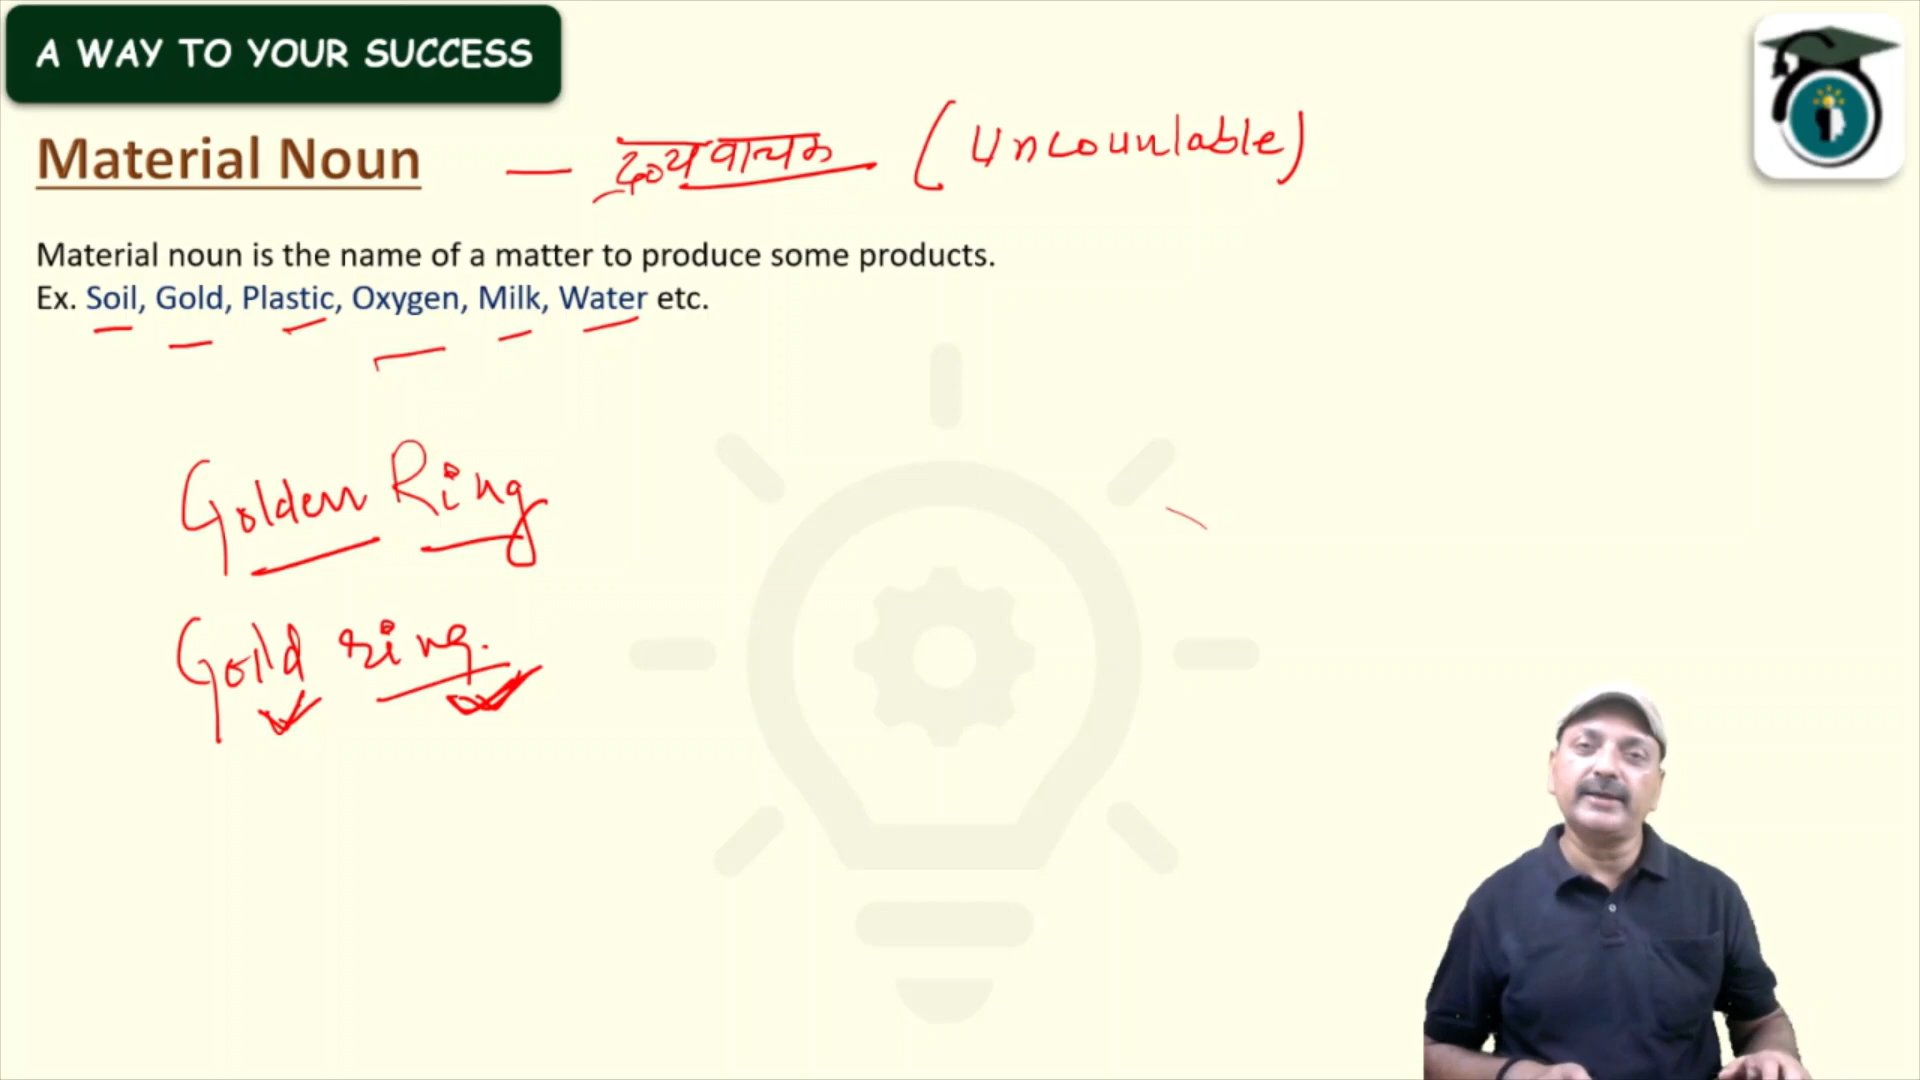 A WAY TO YOUR SUCCESS
Material Noun — द्रव्यवाचक (Uncountable)
Material noun is the name of a matter to produce some products.
Ex. Soil, Gold, Plastic, Oxygen, Milk, Water etc.
Golden Ring
Gold ring.